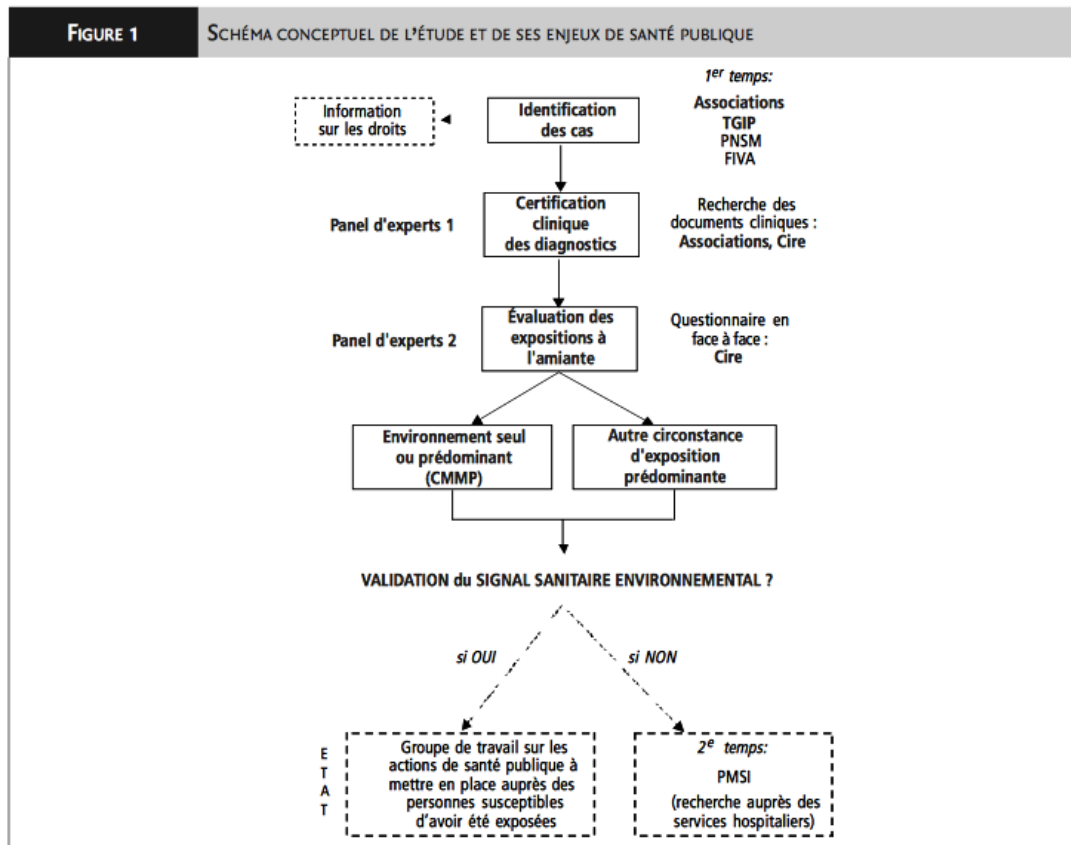 FIGURE 1
SCHÉMA CONCEPTUEL DE L'ÉTUDE ET DE SES ENJEUX DE SANTÉ PUBLIQUE
Information
sur les droits
Identification
des cas
1er temps:
Associations
TGIP
PNSM
FIVA
Panel d'experts 1
Certification
clinique
des diagnostics
Recherche des
documents cliniques :
Associations, Cire
Panel d'experts 2
Évaluation des
expositions à
l'amiante
Questionnaire en
face à face :
Cire
Environnement seul
ou prédominant
(CMMP)
Autre circonstance
d'exposition
prédominante
VALIDATION du SIGNAL SANITAIRE ENVIRONNEMENTAL ?
si OUI
si NON
E
T
A
T
Groupe de travail sur les
actions de santé publique à
mettre en place auprès des
personnes susceptibles
d'avoir été exposées
2e temps:
PMSI
(recherche auprès des
services hospitaliers)